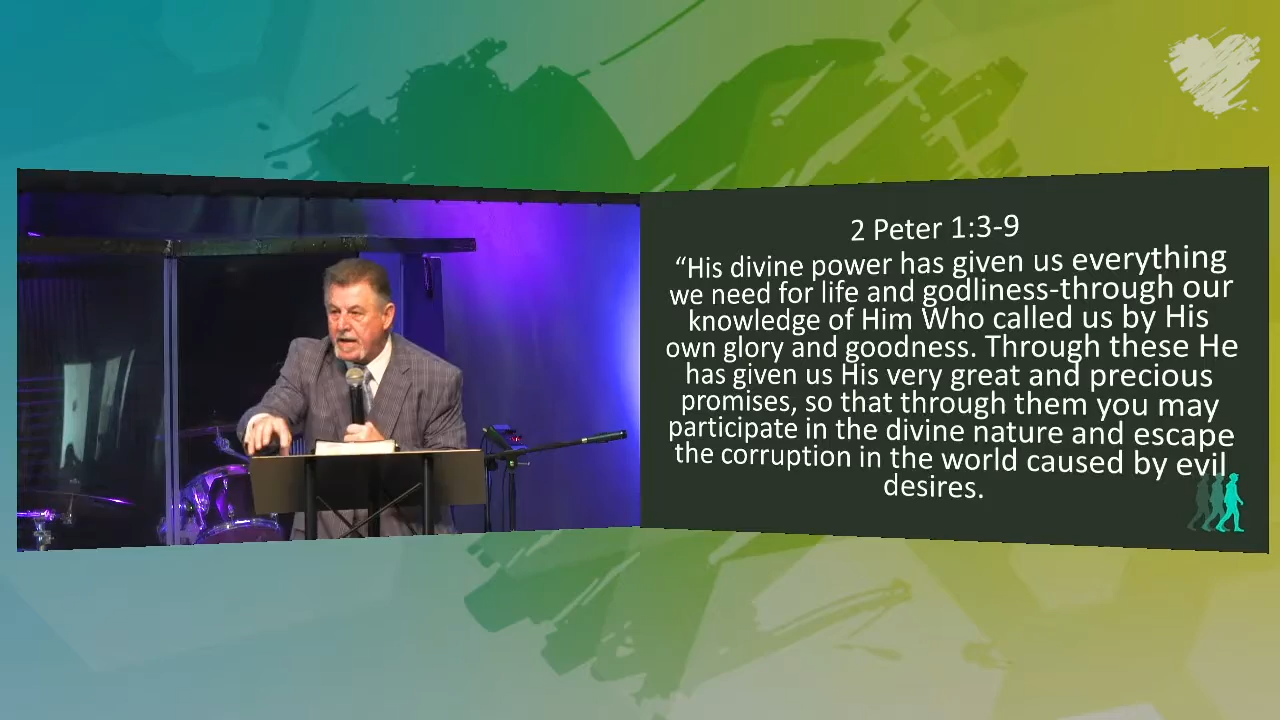 2 Peter 1:3-9
“His divine power has given us everything
we need for life and godliness-through our
knowledge of Him Who called us by His
own glory and goodness. Through these He
has given us His very great and precious
promises, so that through them you may
participate in the divine nature and escape
the corruption in the world caused by evil
desires.